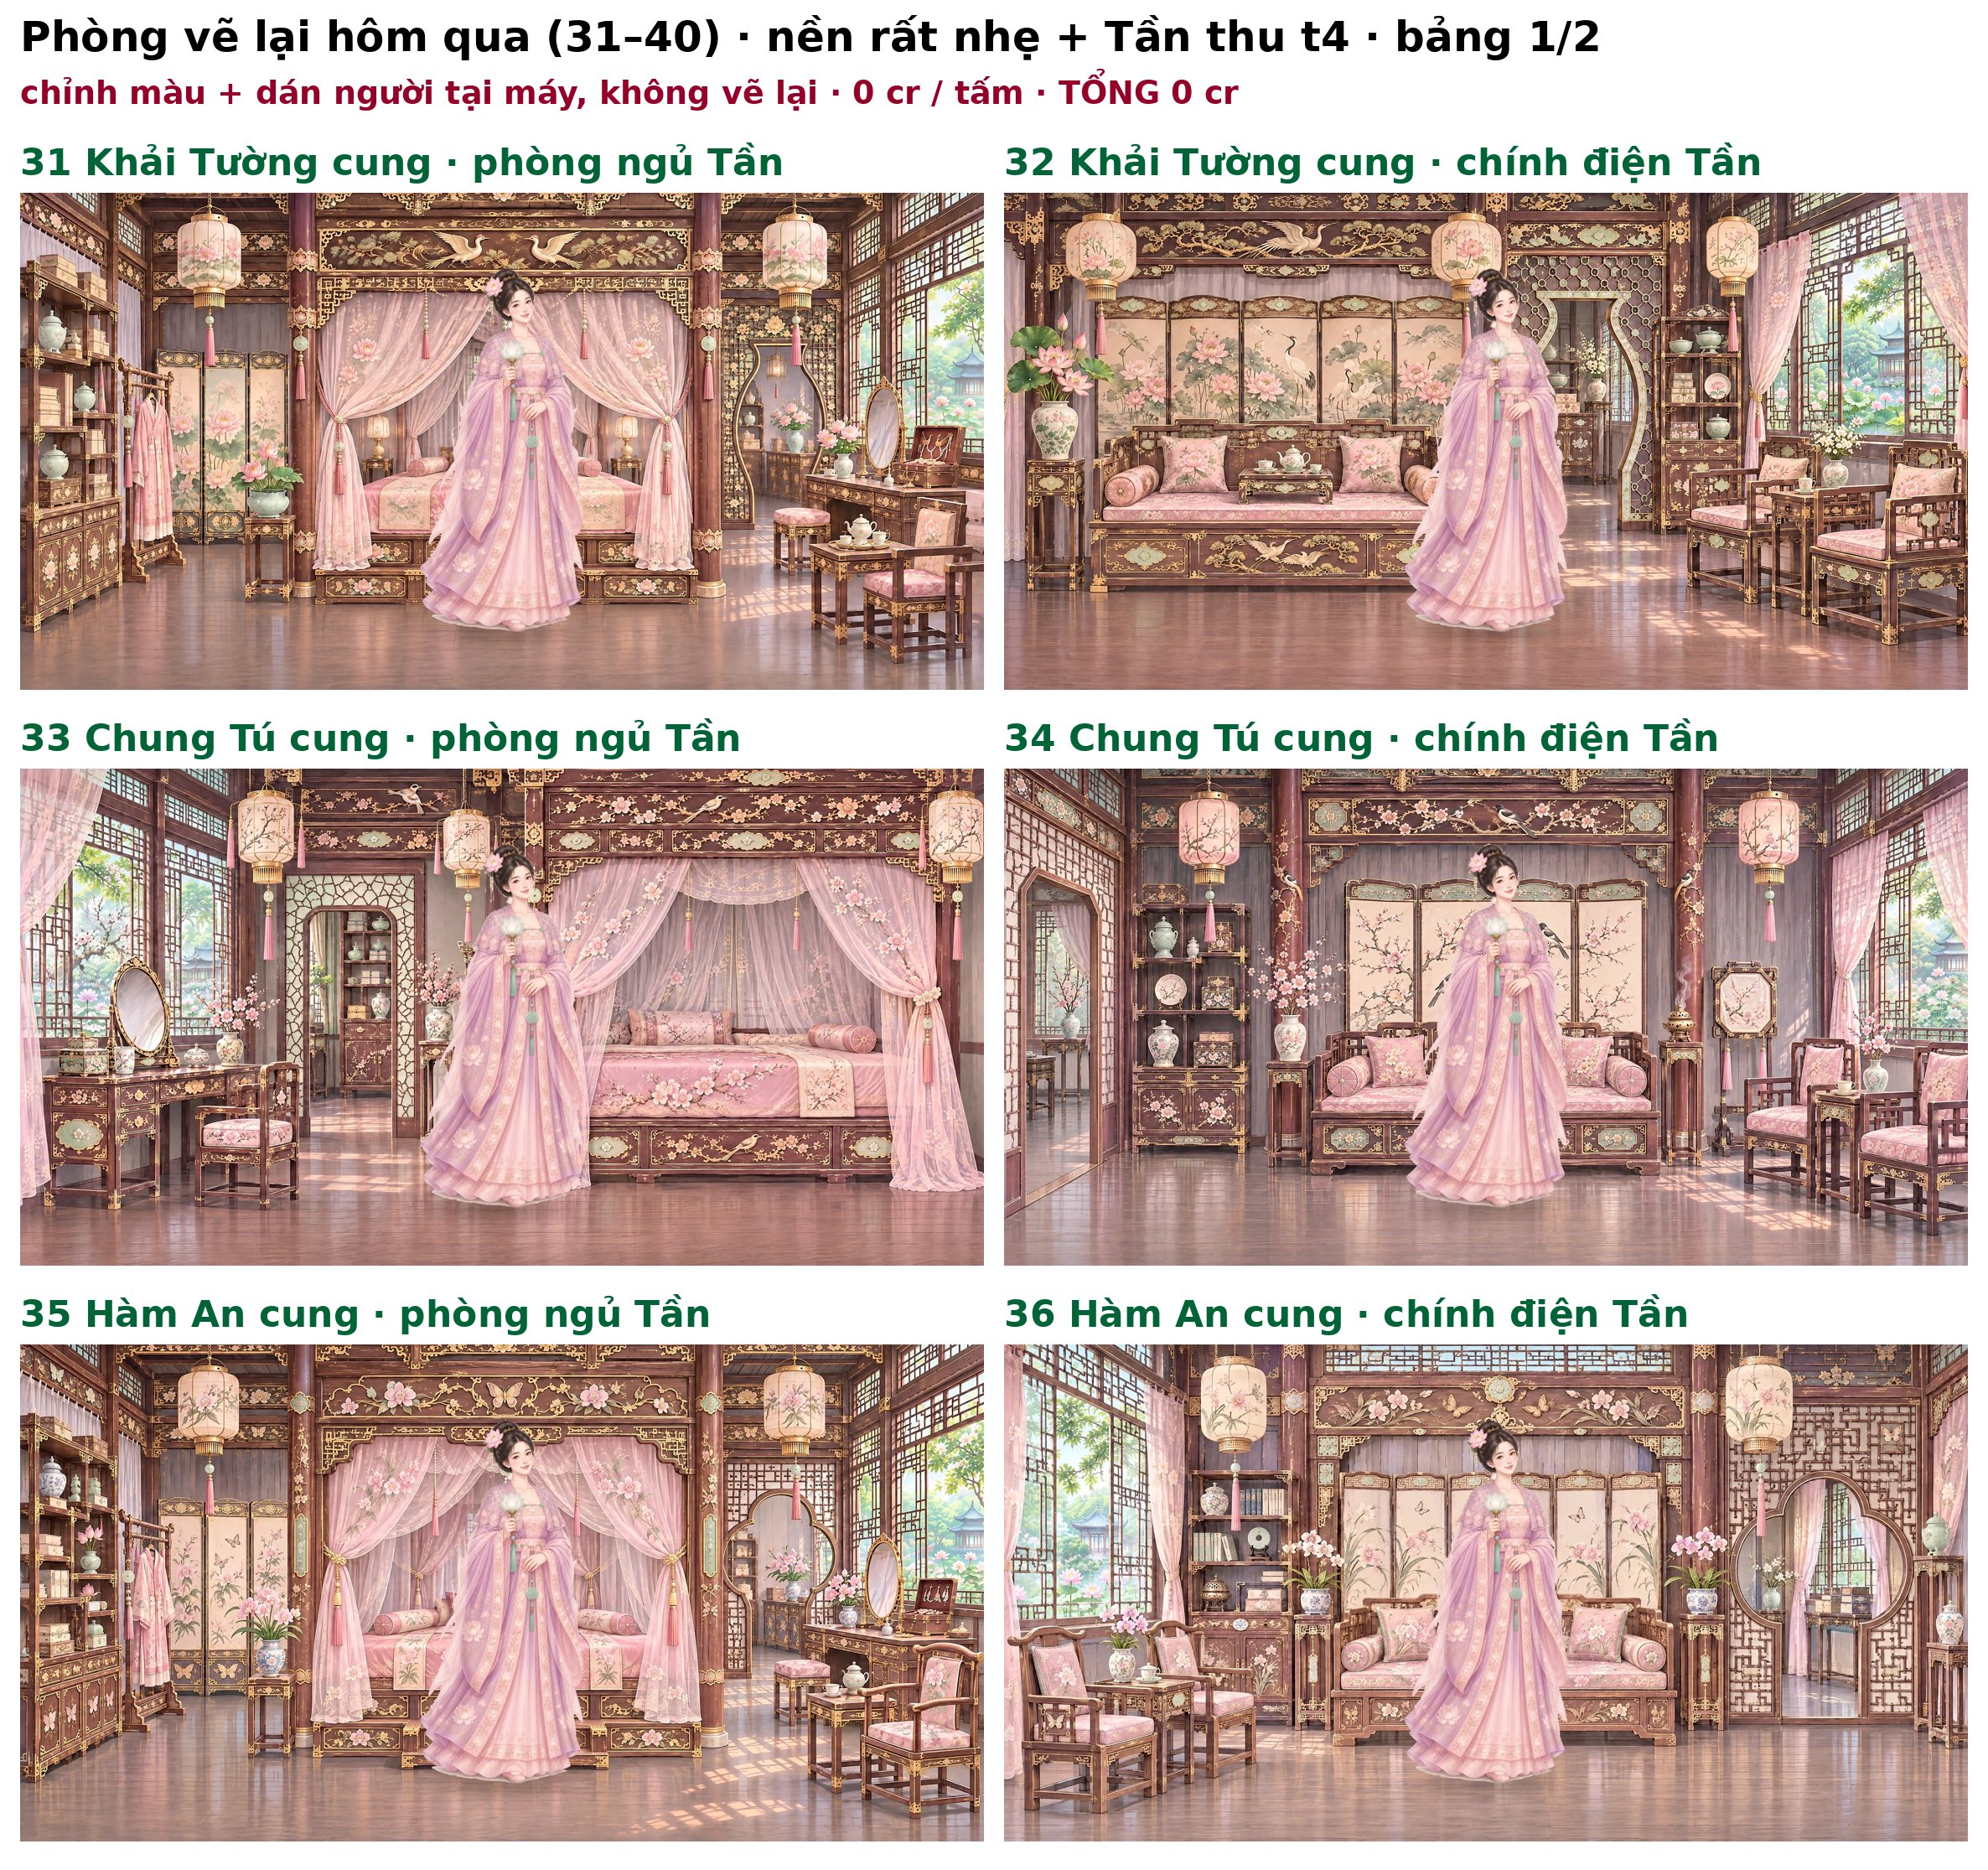 Phòng vẽ lại hôm qua (31–40) · nền rất nhẹ + Tần thu t4 · bảng 1/2
chỉnh màu + dán người tại máy, không vẽ lại · 0 cr / tấm · TỔNG 0 cr
31 Khải Tường cung · phòng ngủ Tần
32 Khải Tường cung · chính điện Tần
33 Chung Tú cung · phòng ngủ Tần
34 Chung Tú cung · chính điện Tần
35 Hàm An cung · phòng ngủ Tần
36 Hàm An cung · chính điện Tần